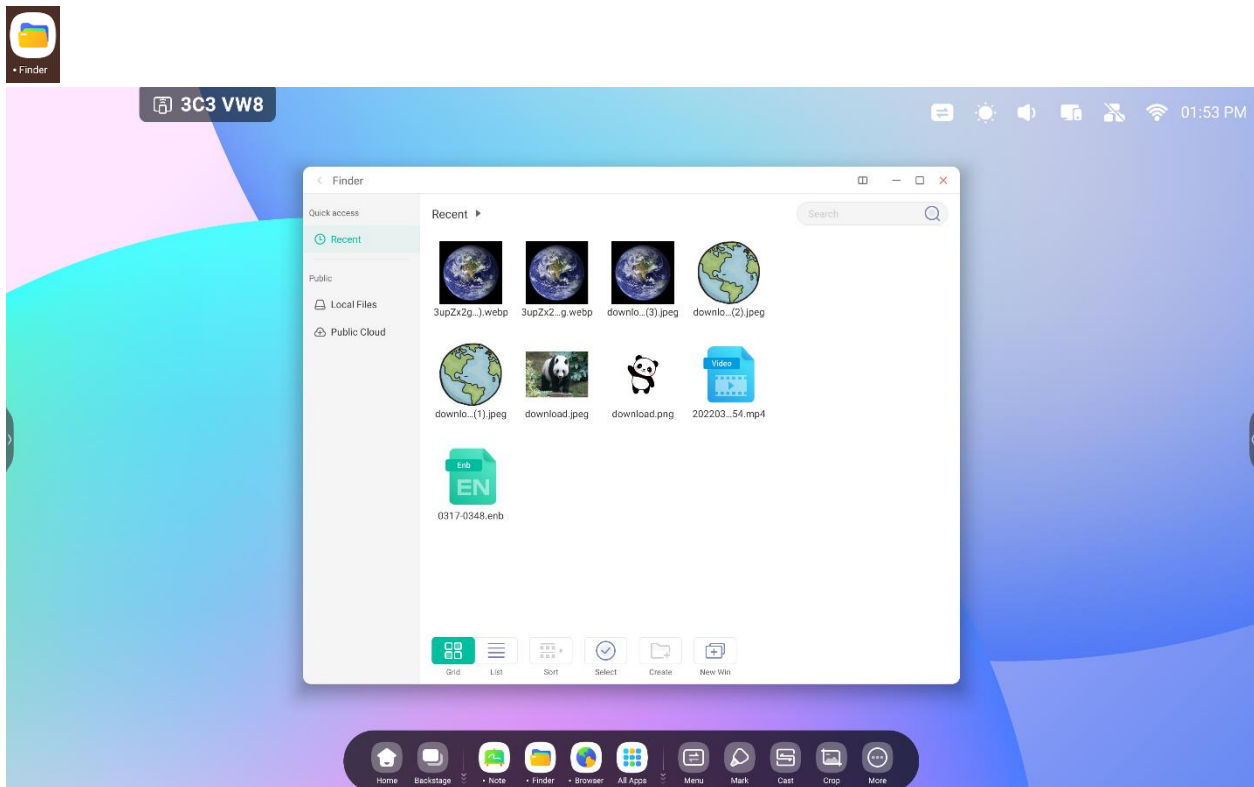 • Finder
3C3 VW8
01:53 PM
Finder
Quick access
Recent
Search
Recent
Public
Local Files
Public Cloud
3upZx2g...).webp
3upZx2...g.webp
downlo...(3).jpeg
downlo...(2).jpeg
Video
downlo...(1).jpeg
download.jpeg
download.png
202203...54.mp4
Enb
EN
0317-0348.enb
Grid
List
Sort
Select
Create
New Win
Home
Backstage
• Note
• Finder
• Browser
All Apps
Menu
Mark
Cast
Crop
More